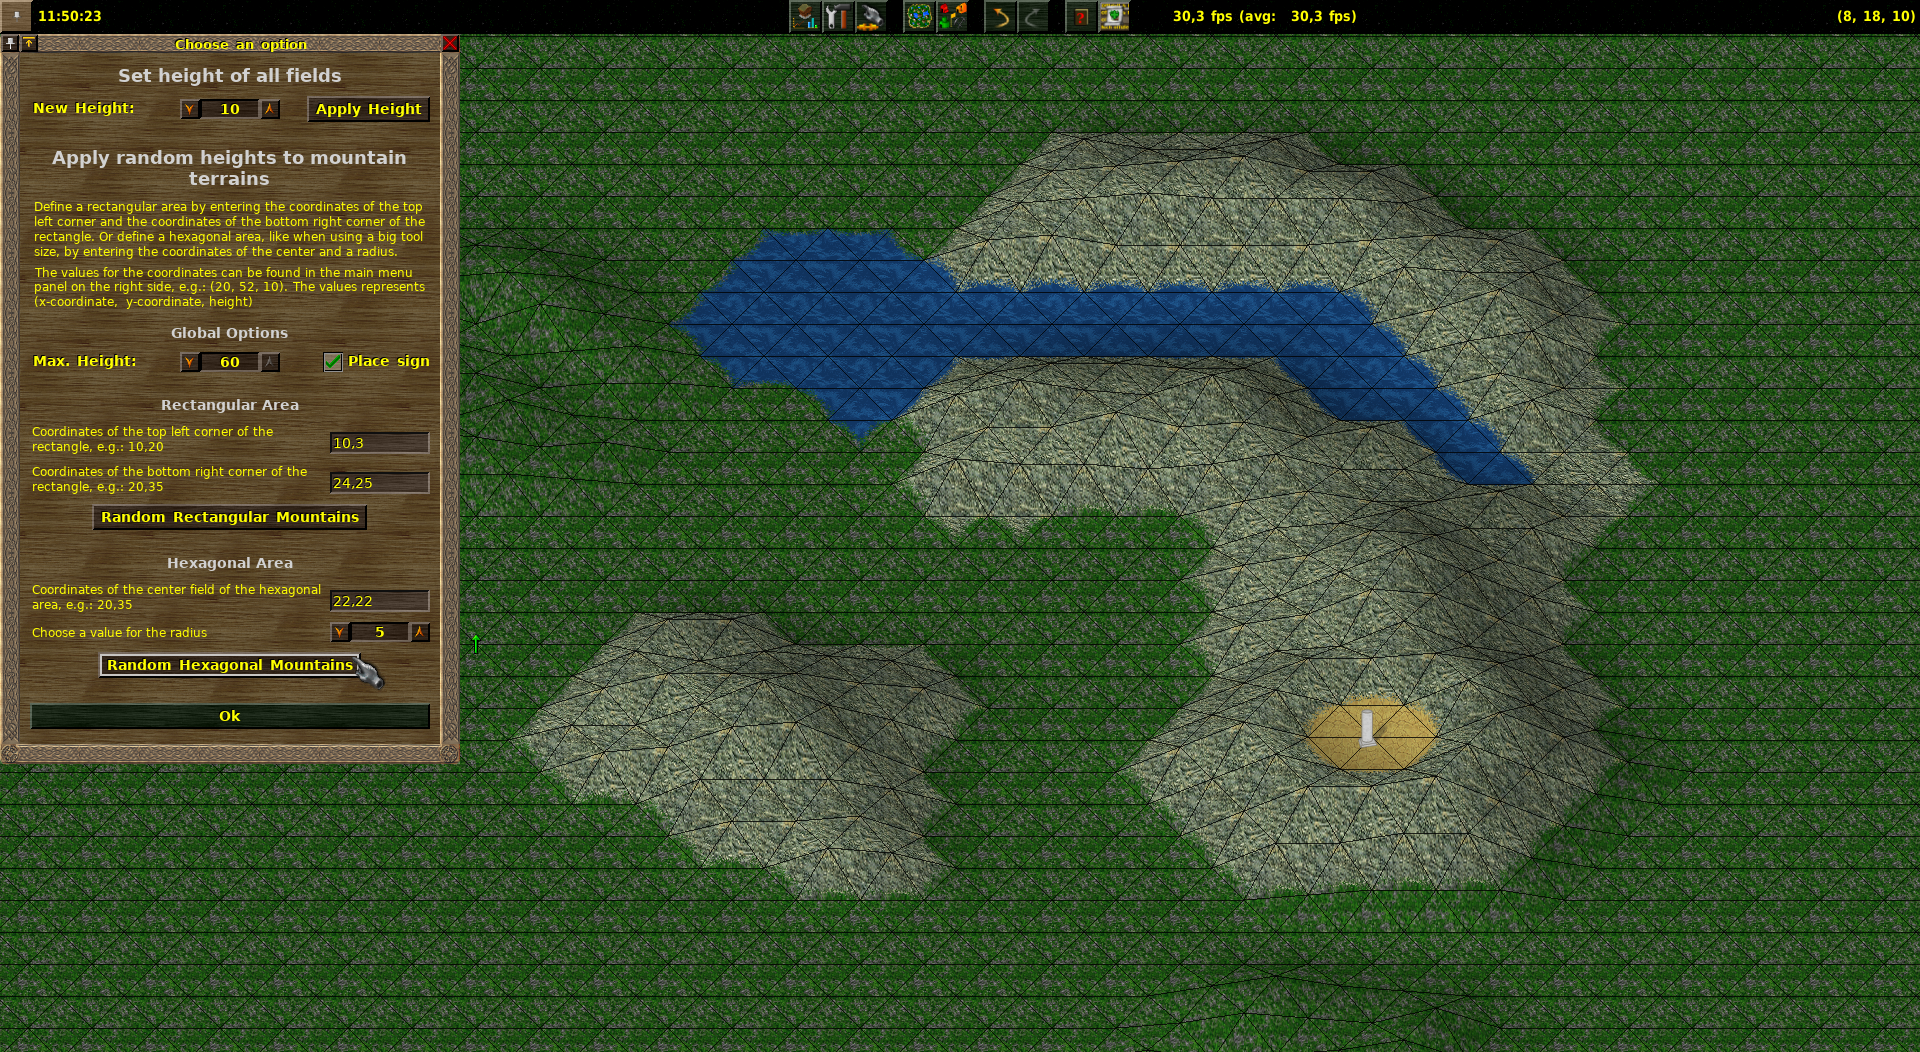 11:50:23
30,3 fps (avg: 30,3 fps)
(8, 18, 10)
Choose an option
Set height of all fields
New Height:
10
Apply Height
Apply random heights to mountain
terrains
Define a rectangular area by entering the coordinates of the top
left corner and the coordinates of the bottom right corner of the
rectangle. Or define a hexagonal area, like when using a big tool
size, by entering the coordinates of the center and a radius.
The values for the coordinates can be found in the main menu
panel on the right side, e.g.: (20, 52, 10). The values represents
(x-coordinate, y-coordinate, height)
Global Options
Max. Height:
60
Place sign
Rectangular Area
Coordinates of the top left corner of the
rectangle, e.g.: 10,20
10,3
Coordinates of the bottom right corner of the
rectangle, e.g.: 20,35
24,25
Random Rectangular Mountains
Hexagonal Area
Coordinates of the center field of the hexagonal
area, e.g.: 20,35
22,22
Choose a value for the radius
5
Random Hexagonal Mountains
Ok